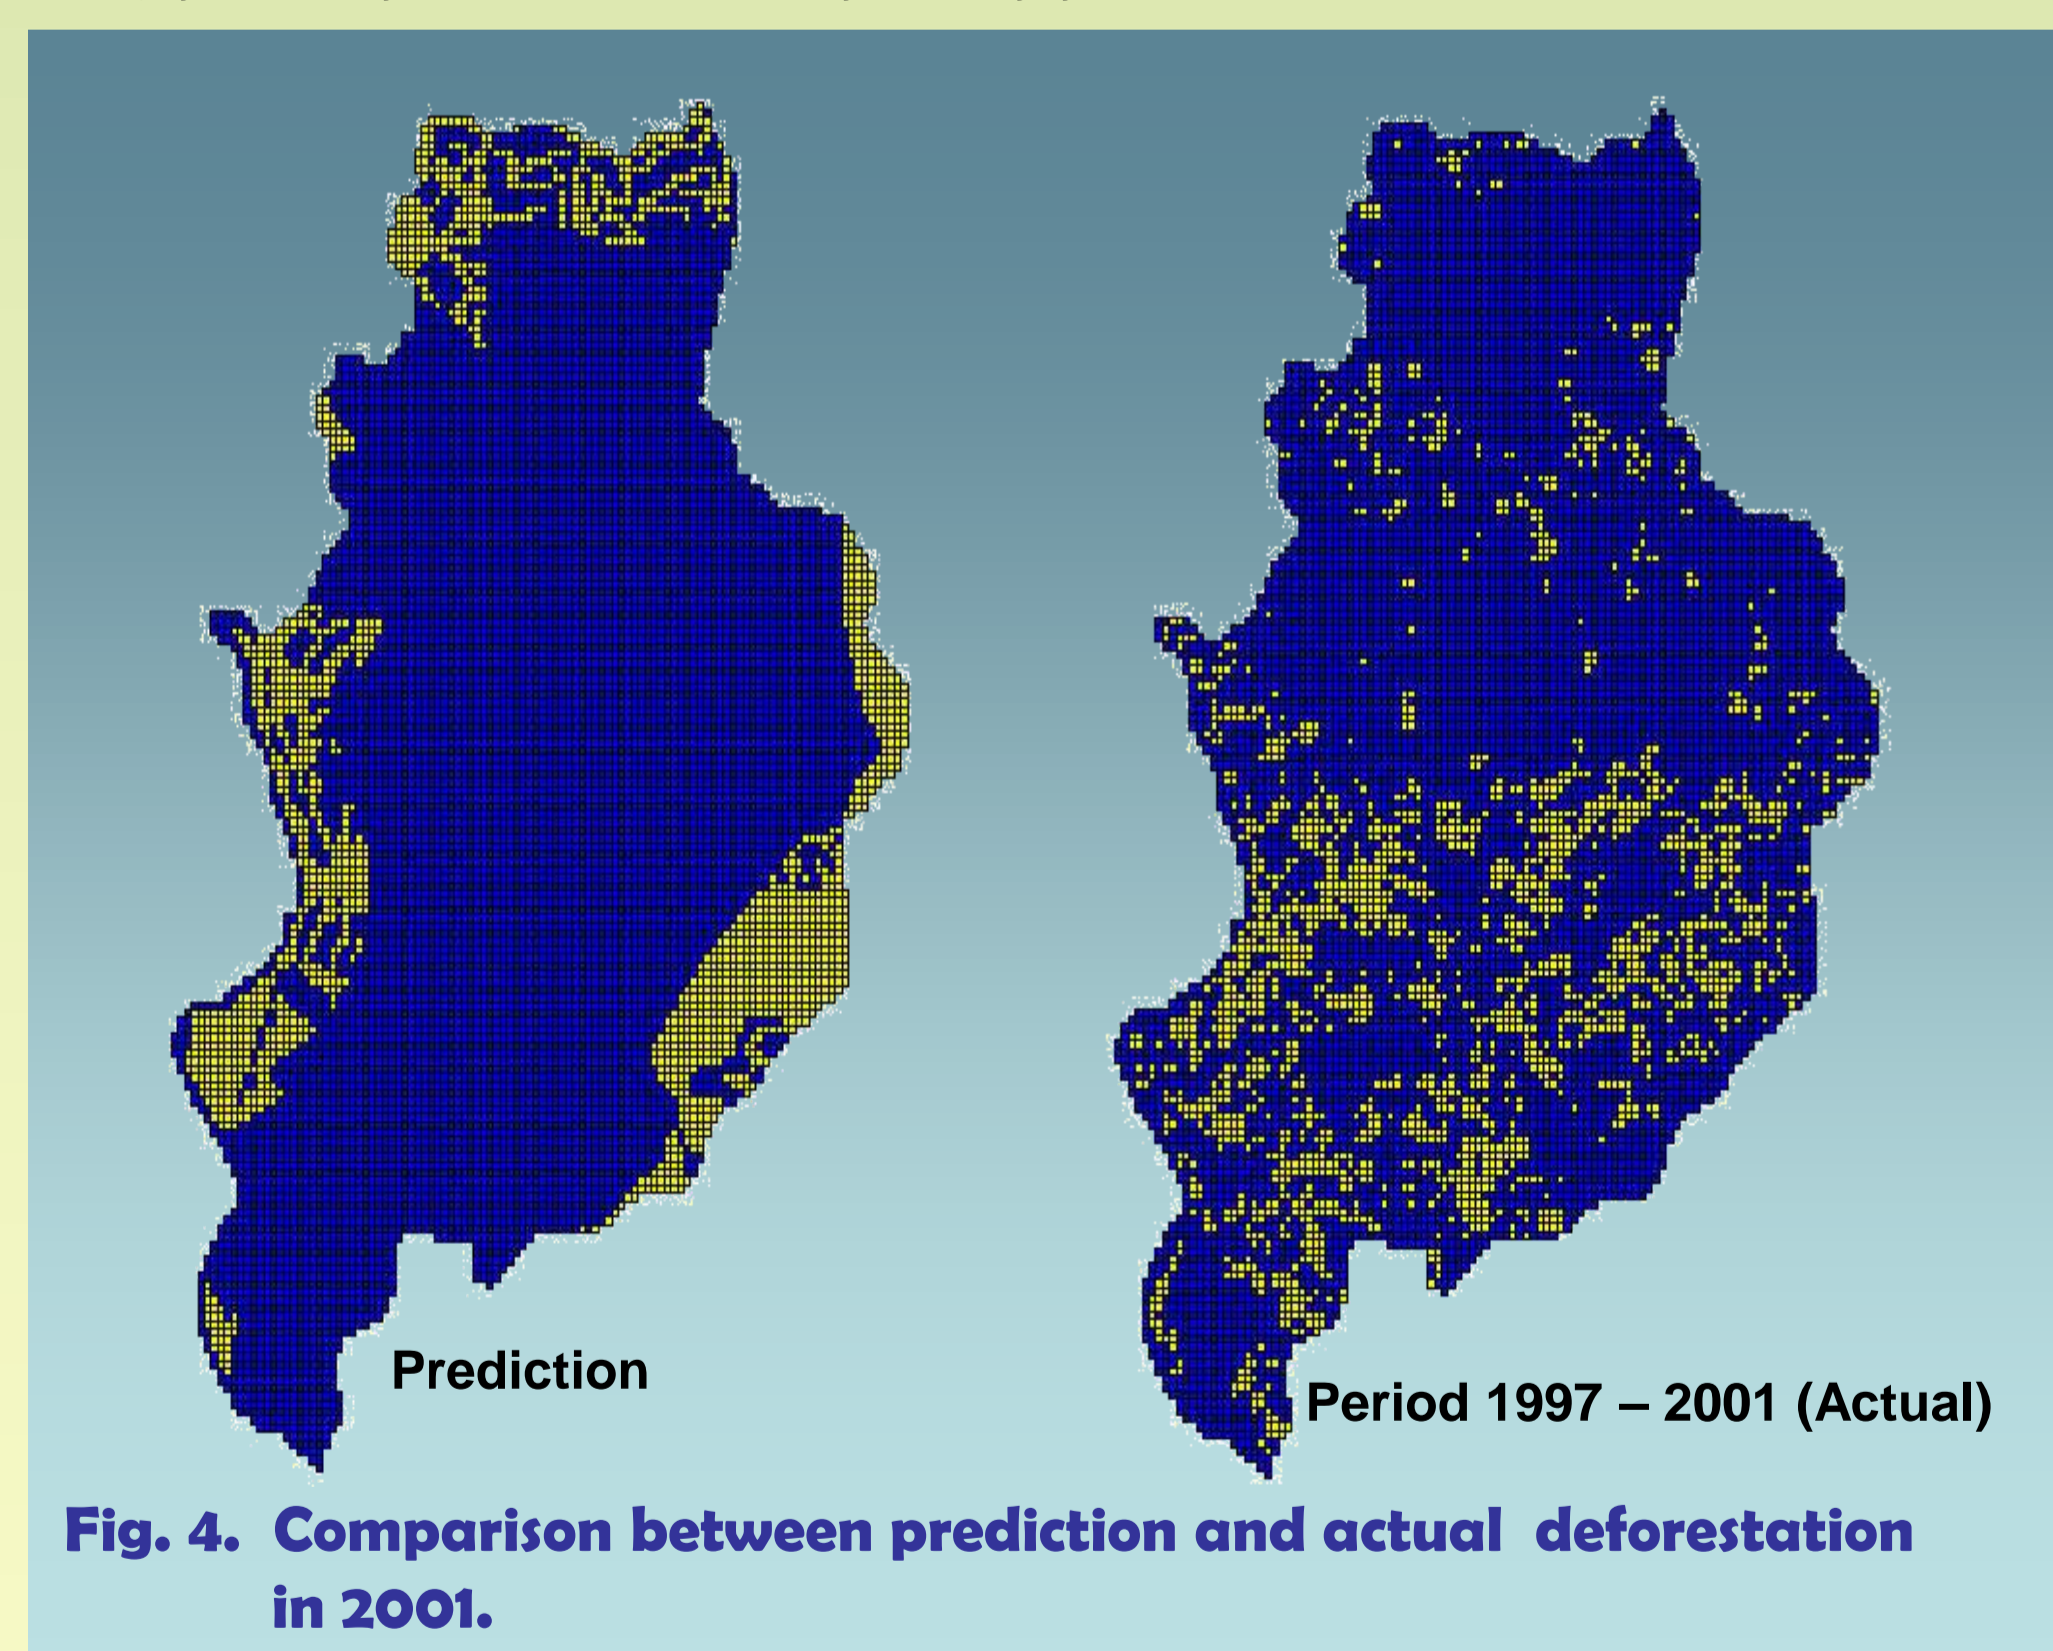 Prediction
Period 1997 – 2001 (Actual)
Fig. 4. Comparison between prediction and actual deforestation
in 2001.